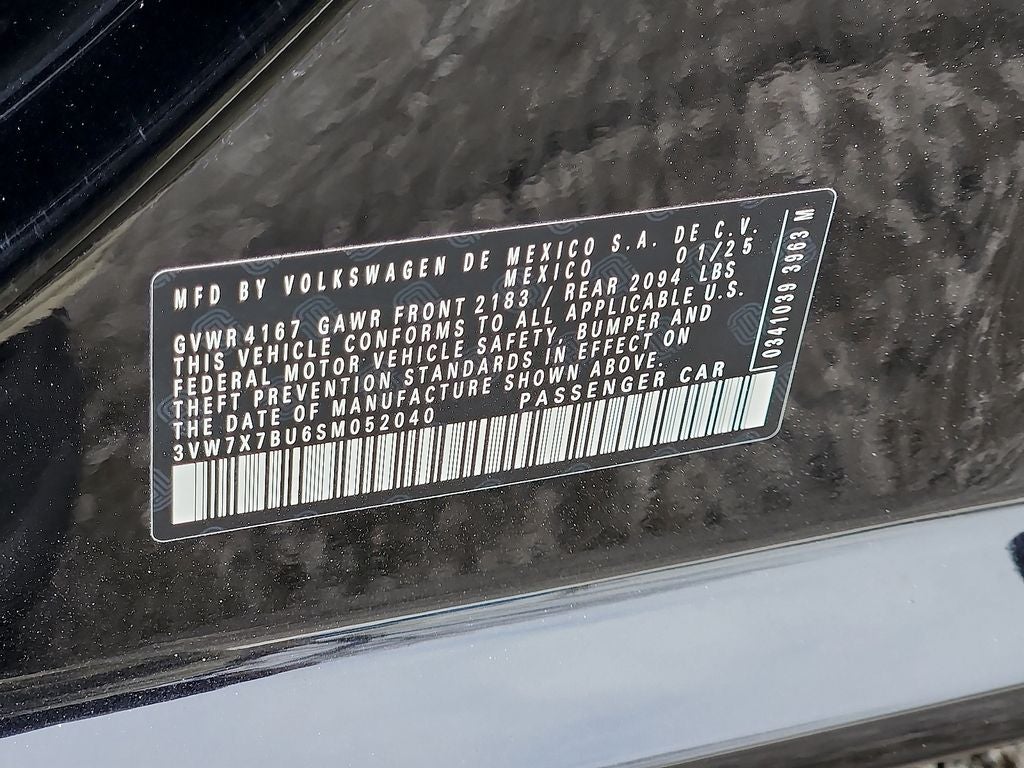 MFD BY VOLKSWAGEN DE MEXICO S.A. DE C.V.
MEXICO 01/25
GVWR 4167 GAWR FRONT 2183 / REAR 2094 LBS
THIS VEHICLE CONFORMS TO ALL APPLICABLE U.S.
FEDERAL MOTOR VEHICLE SAFETY, BUMPER AND
THEFT PREVENTION STANDARDS IN EFFECT ON
THE DATE OF MANUFACTURE SHOWN ABOVE.
3VW7X7BU6SM052040 PASSENGER CAR
0341039 3963 M